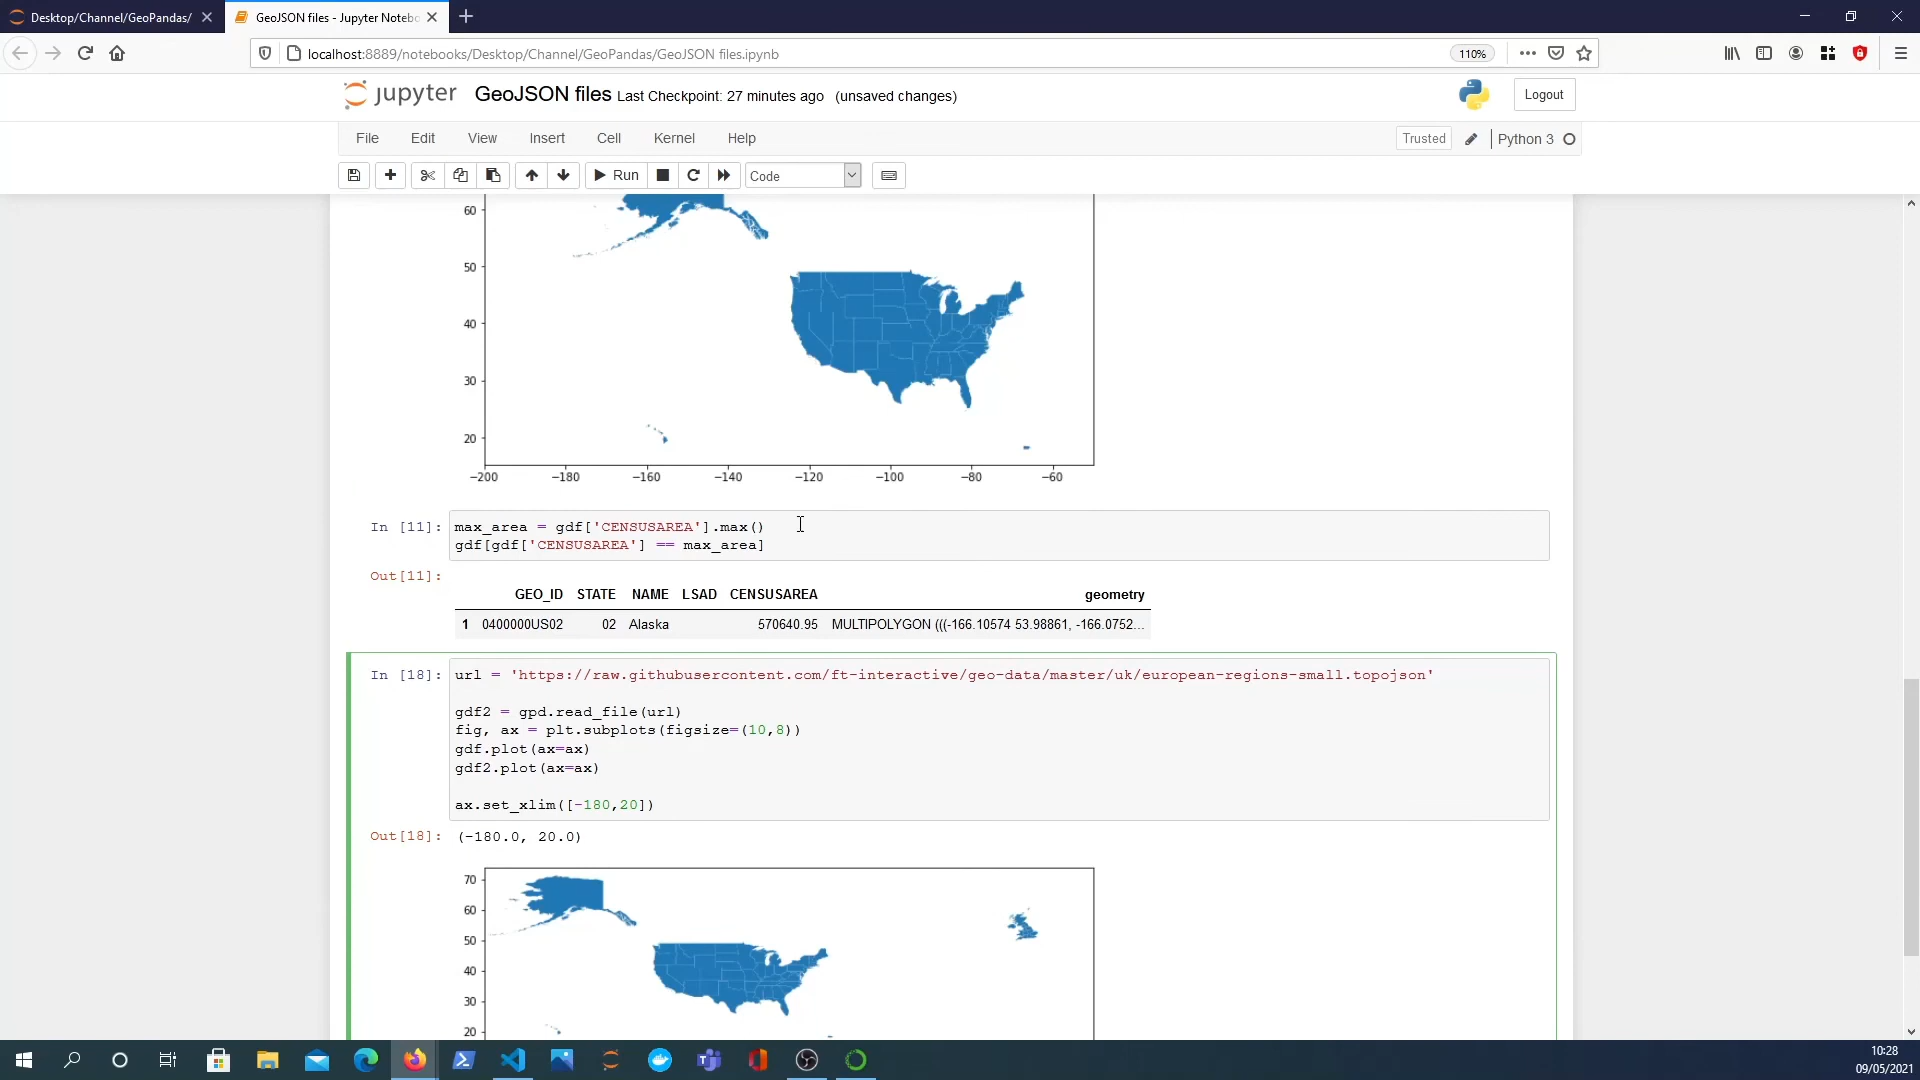 Desktop/Channel/GeoPandas/
GeoJSON files - Jupyter Notebo
localhost:8889/notebooks/Desktop/Channel/GeoPandas/GeoJSON files.ipynb
110%
jupyter GeoJSON files Last Checkpoint: 27 minutes ago (unsaved changes)
Logout
File Edit View Insert Cell Kernel Help
Trusted Python 3
Run Code
60
50
40
30
20
−200 −180 −160 −140 −120 −100 −80 −60
In [11]: max_area = gdf['CENSUSAREA'].max()
gdf[gdf['CENSUSAREA'] == max_area]
Out[11]:
GEO_ID STATE NAME LSAD CENSUSAREA geometry
1 0400000US02 02 Alaska 570640.95 MULTIPOLYGON (((-166.10574 53.98861, -166.0752...
In [18]: url = 'https://raw.githubusercontent.com/ft-interactive/geo-data/master/uk/european-regions-small.topojson'
gdf2 = gpd.read_file(url)
fig, ax = plt.subplots(figsize=(10,8))
gdf.plot(ax=ax)
gdf2.plot(ax=ax)
ax.set_xlim([-180,20])
Out[18]: (-180.0, 20.0)
70
60
50
40
30
20
10:28
09/05/2021